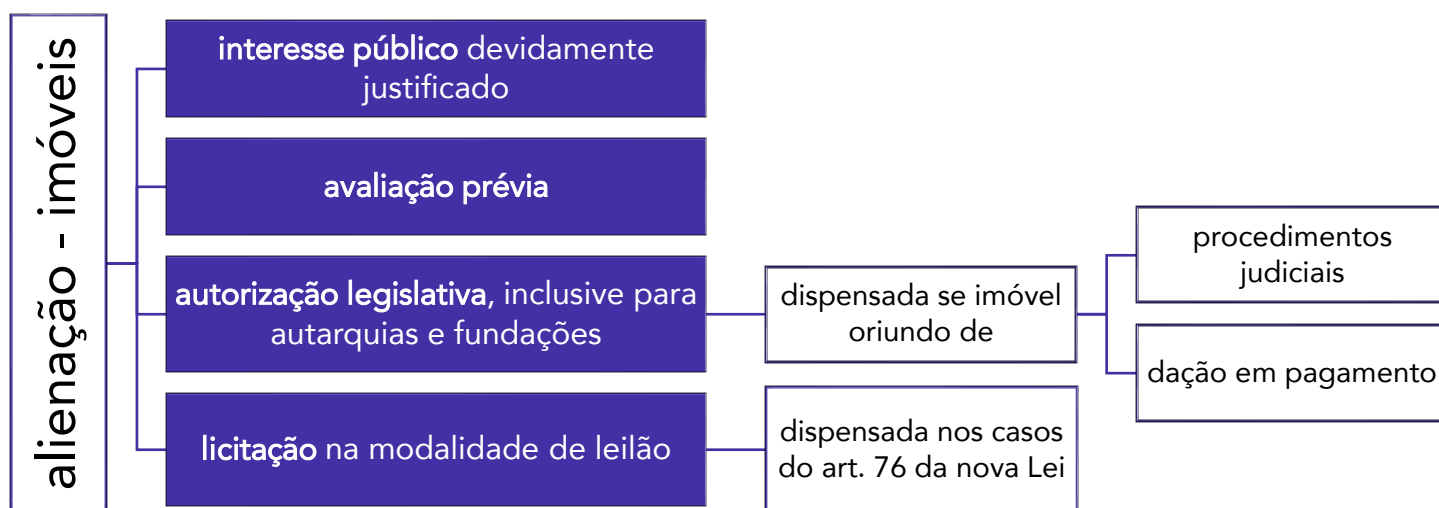 alienação - imóveis
interesse público devidamente
justificado
avaliação prévia
autorização legislativa, inclusive para
autarquias e fundações
dispensada se imóvel
oriundo de
procedimentos
judiciais
dação em pagamento
licitação na modalidade de leilão
dispensada nos casos
do art. 76 da nova Lei